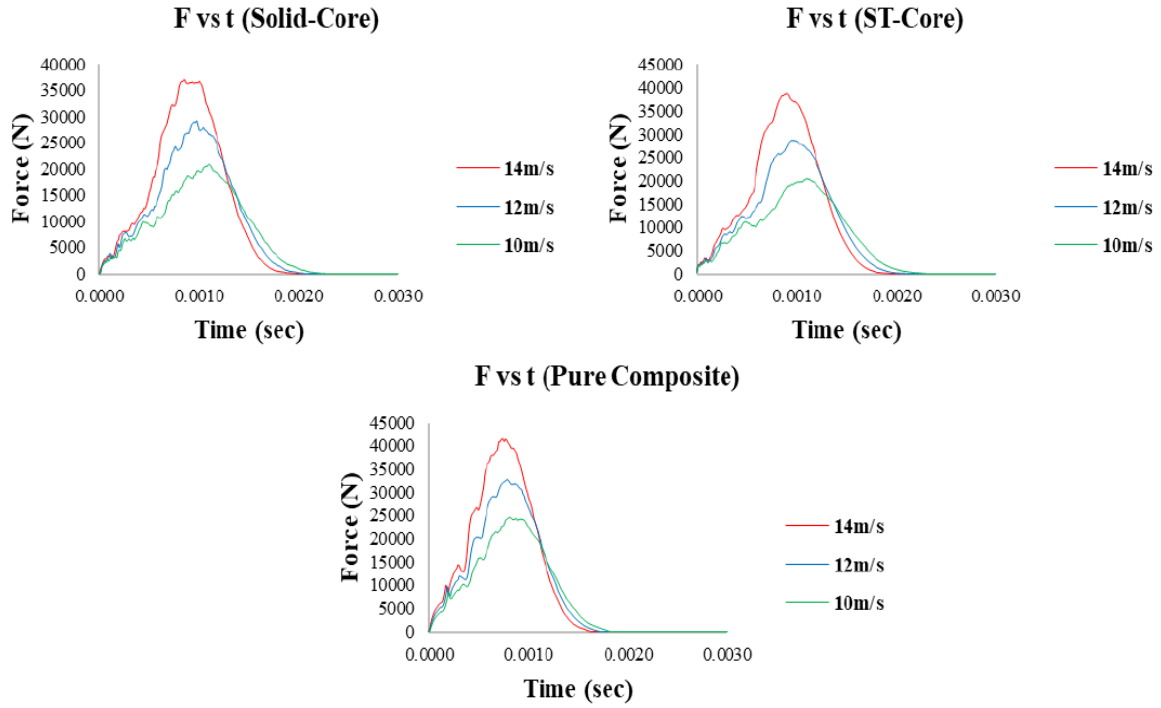 F vs t (Solid-Core)
40000
35000
30000
25000
20000
15000
10000
5000
0
Force (N)
0.0000 0.0010 0.0020 0.0030
Time (sec)
14m/s
12m/s
10m/s
F vs t (ST-Core)
45000
40000
35000
30000
25000
20000
15000
10000
5000
0
Force (N)
0.0000 0.0010 0.0020 0.0030
Time (sec)
14m/s
12m/s
10m/s
F vs t (Pure Composite)
45000
40000
35000
30000
25000
20000
15000
10000
5000
0
Force (N)
0.0000 0.0010 0.0020 0.0030
Time (sec)
14m/s
12m/s
10m/s